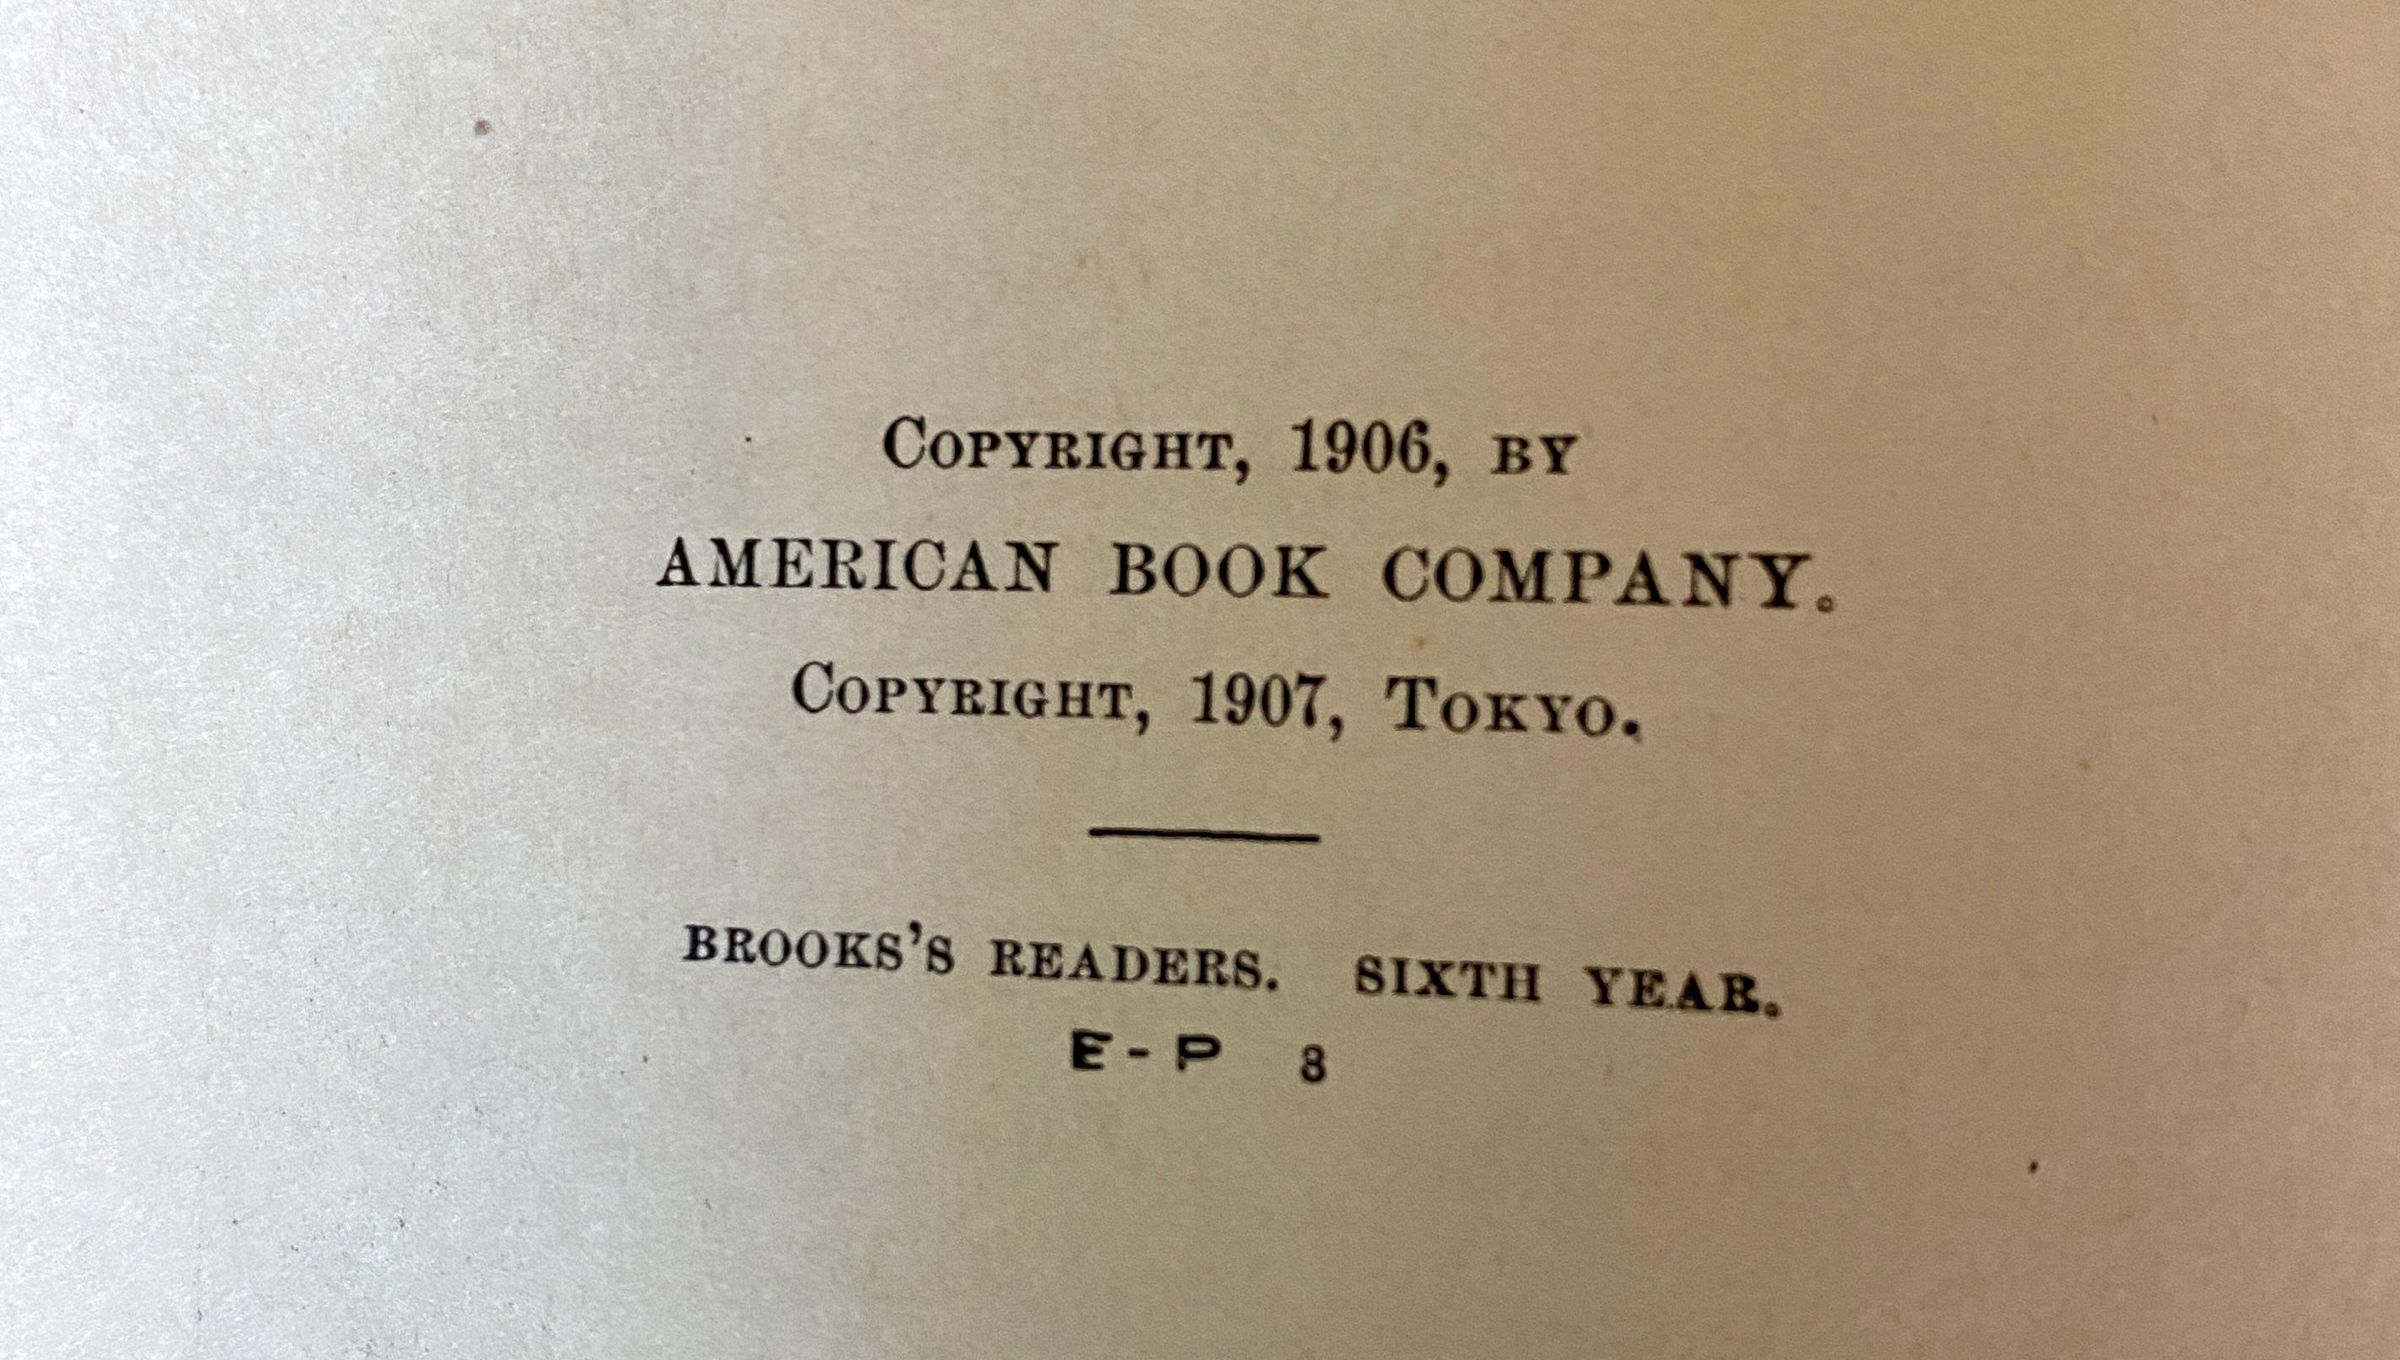 Copyright, 1906, by
AMERICAN BOOK COMPANY.
Copyright, 1907, Tokyo.
BROOKS'S READERS. SIXTH YEAR.
E-P 8